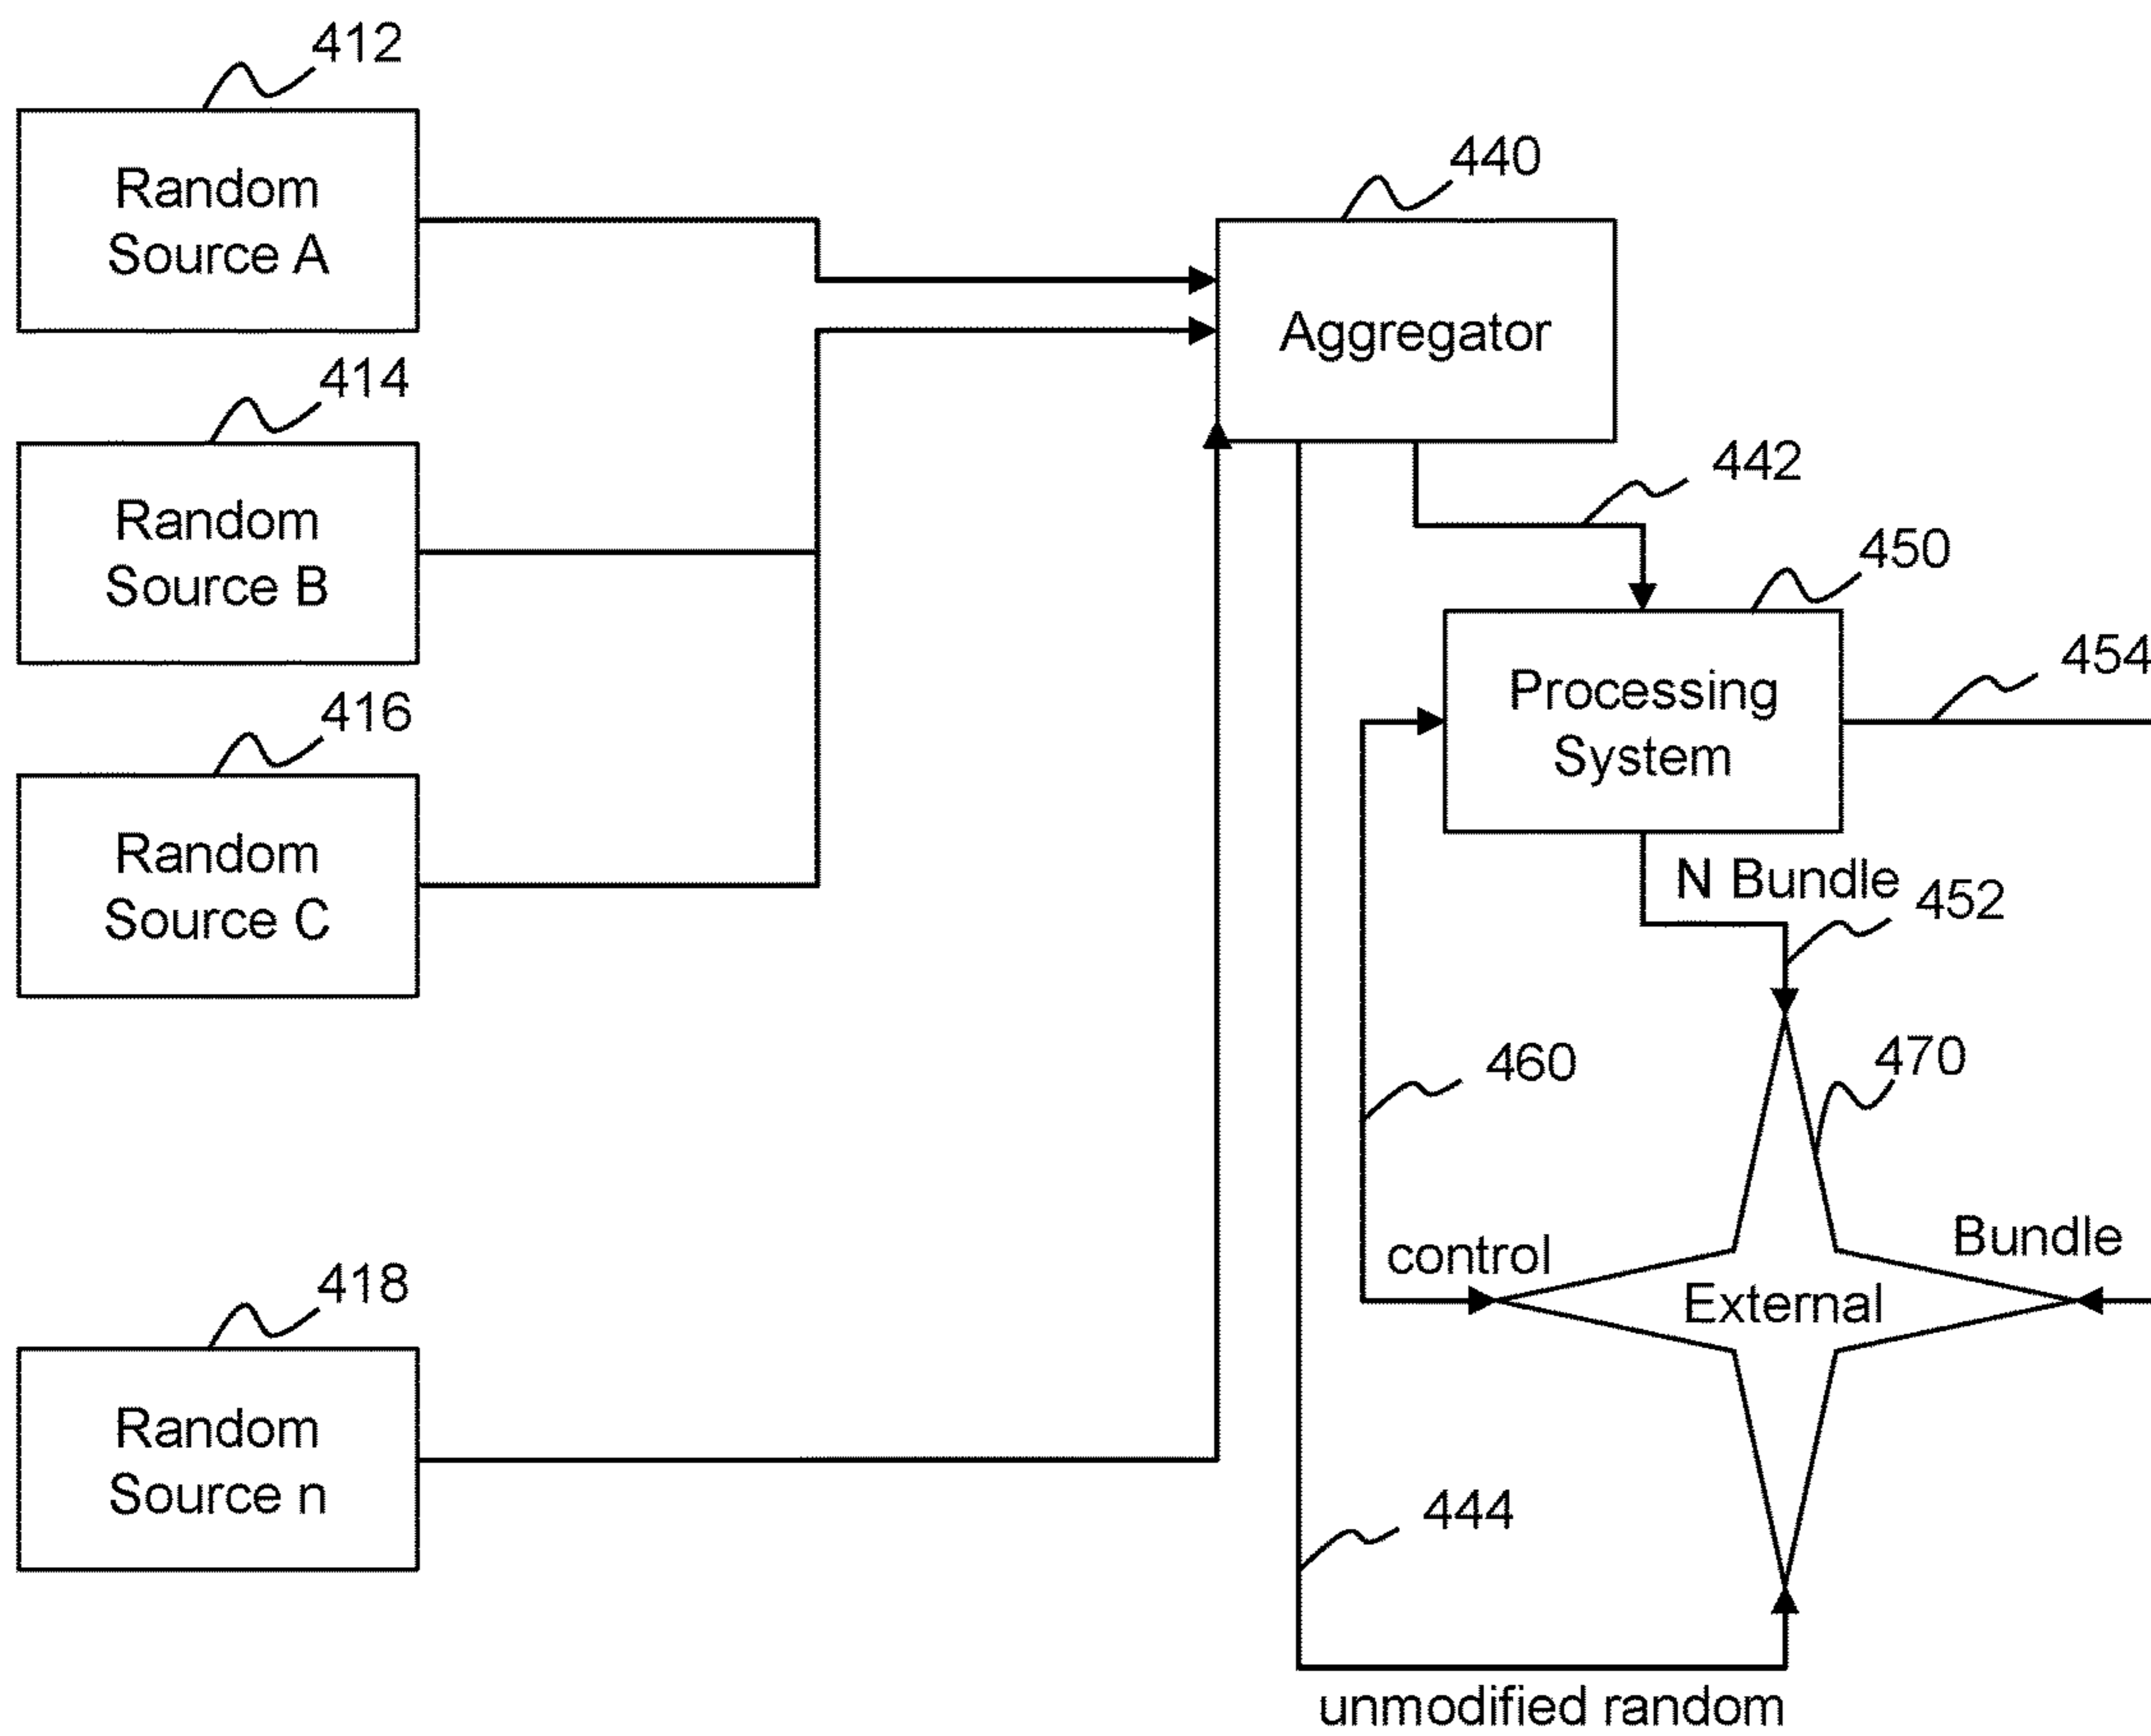 412
Random
Source A
414
Random
Source B
416
Random
Source C
418
Random
Source n
440
Aggregator
442
450
Processing
System
454
N Bundle
452
460
470
control
External
Bundle
444
unmodified random